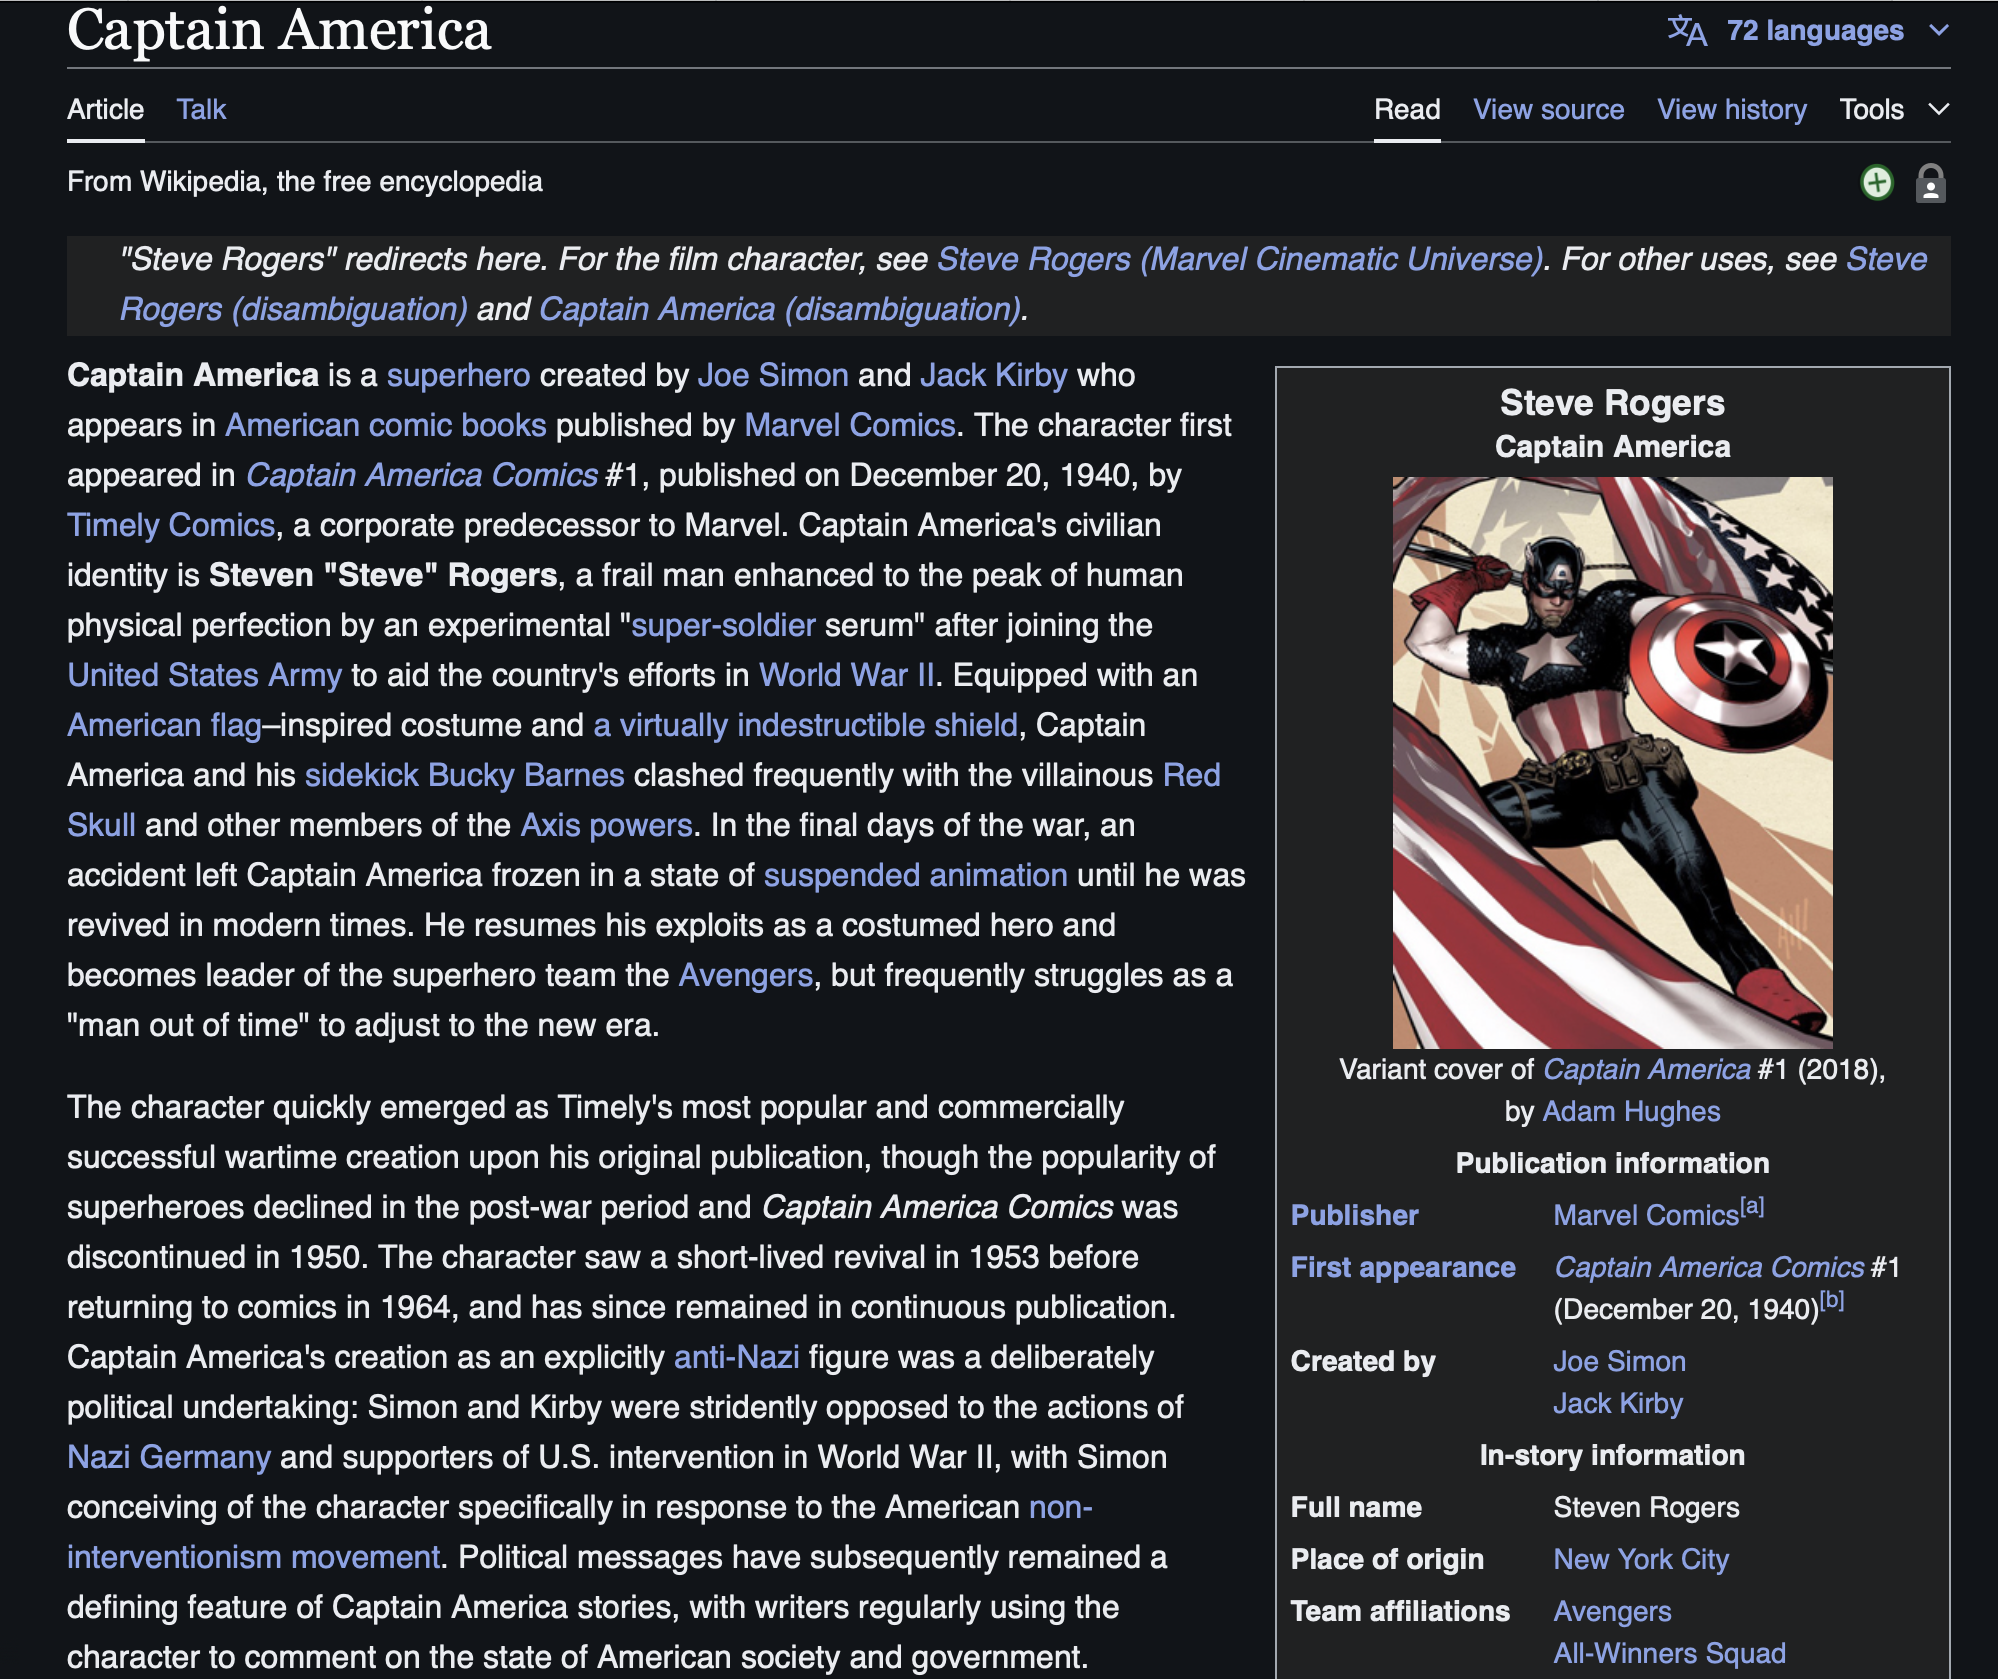 Captain America
72 languages
Article Talk
Read View source View history Tools
From Wikipedia, the free encyclopedia
"Steve Rogers" redirects here. For the film character, see Steve Rogers (Marvel Cinematic Universe). For other uses, see Steve
Rogers (disambiguation) and Captain America (disambiguation).
Captain America is a superhero created by Joe Simon and Jack Kirby who
appears in American comic books published by Marvel Comics. The character first
appeared in Captain America Comics #1, published on December 20, 1940, by
Timely Comics, a corporate predecessor to Marvel. Captain America's civilian
identity is Steven "Steve" Rogers, a frail man enhanced to the peak of human
physical perfection by an experimental "super-soldier serum" after joining the
United States Army to aid the country's efforts in World War II. Equipped with an
American flag–inspired costume and a virtually indestructible shield, Captain
America and his sidekick Bucky Barnes clashed frequently with the villainous Red
Skull and other members of the Axis powers. In the final days of the war, an
accident left Captain America frozen in a state of suspended animation until he was
revived in modern times. He resumes his exploits as a costumed hero and
becomes leader of the superhero team the Avengers, but frequently struggles as a
"man out of time" to adjust to the new era.
The character quickly emerged as Timely's most popular and commercially
successful wartime creation upon his original publication, though the popularity of
superheroes declined in the post-war period and Captain America Comics was
discontinued in 1950. The character saw a short-lived revival in 1953 before
returning to comics in 1964, and has since remained in continuous publication.
Captain America's creation as an explicitly anti-Nazi figure was a deliberately
political undertaking: Simon and Kirby were stridently opposed to the actions of
Nazi Germany and supporters of U.S. intervention in World War II, with Simon
conceiving of the character specifically in response to the American non-
interventionism movement. Political messages have subsequently remained a
defining feature of Captain America stories, with writers regularly using the
character to comment on the state of American society and government.
Steve Rogers
Captain America
A
AH!
Variant cover of Captain America #1 (2018),
by Adam Hughes
Publication information
Publisher Marvel Comics[a]
First appearance Captain America Comics #1
(December 20, 1940)[b]
Created by Joe Simon
Jack Kirby
In-story information
Full name Steven Rogers
Place of origin New York City
Team affiliations Avengers
All-Winners Squad